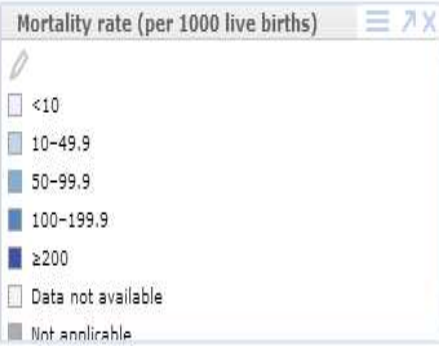 Mortality rate (per 1000 live births)
<10
10-49.9
50-99.9
100-199.9
≥200
Data not available
Not applicable